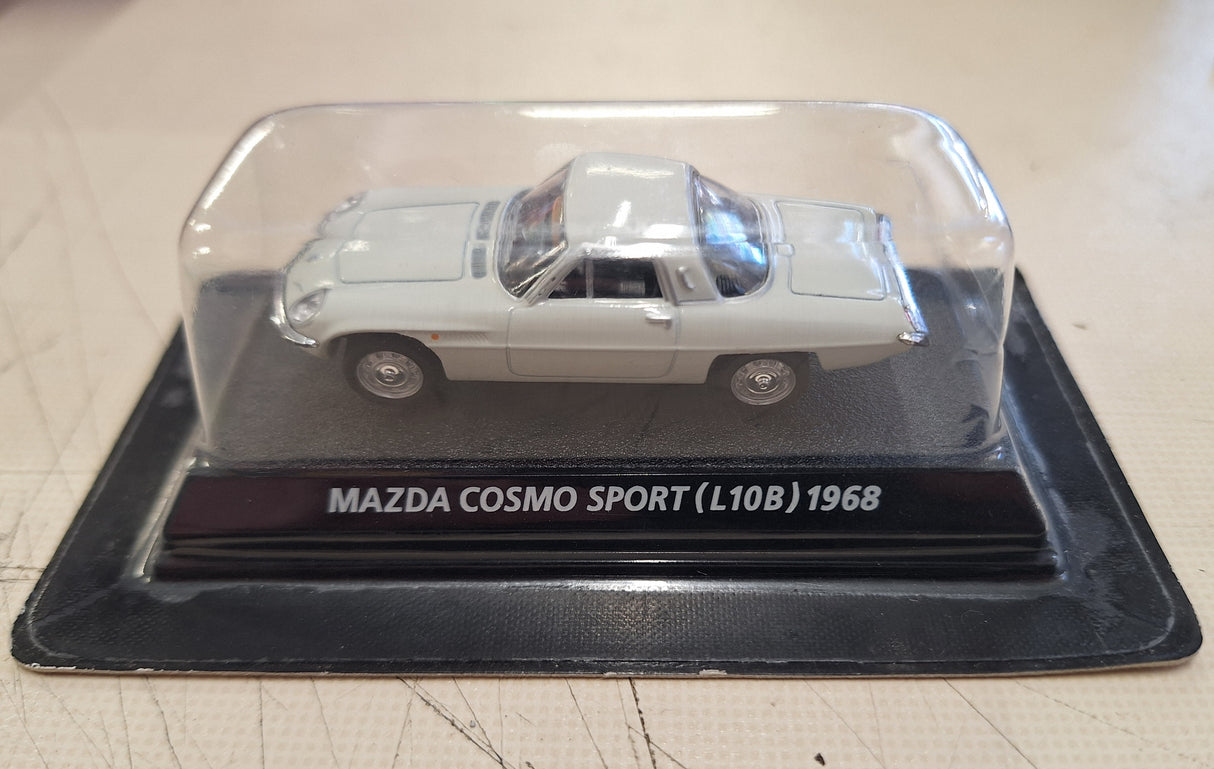 MAZDA COSMO SPORT (L10B) 1968